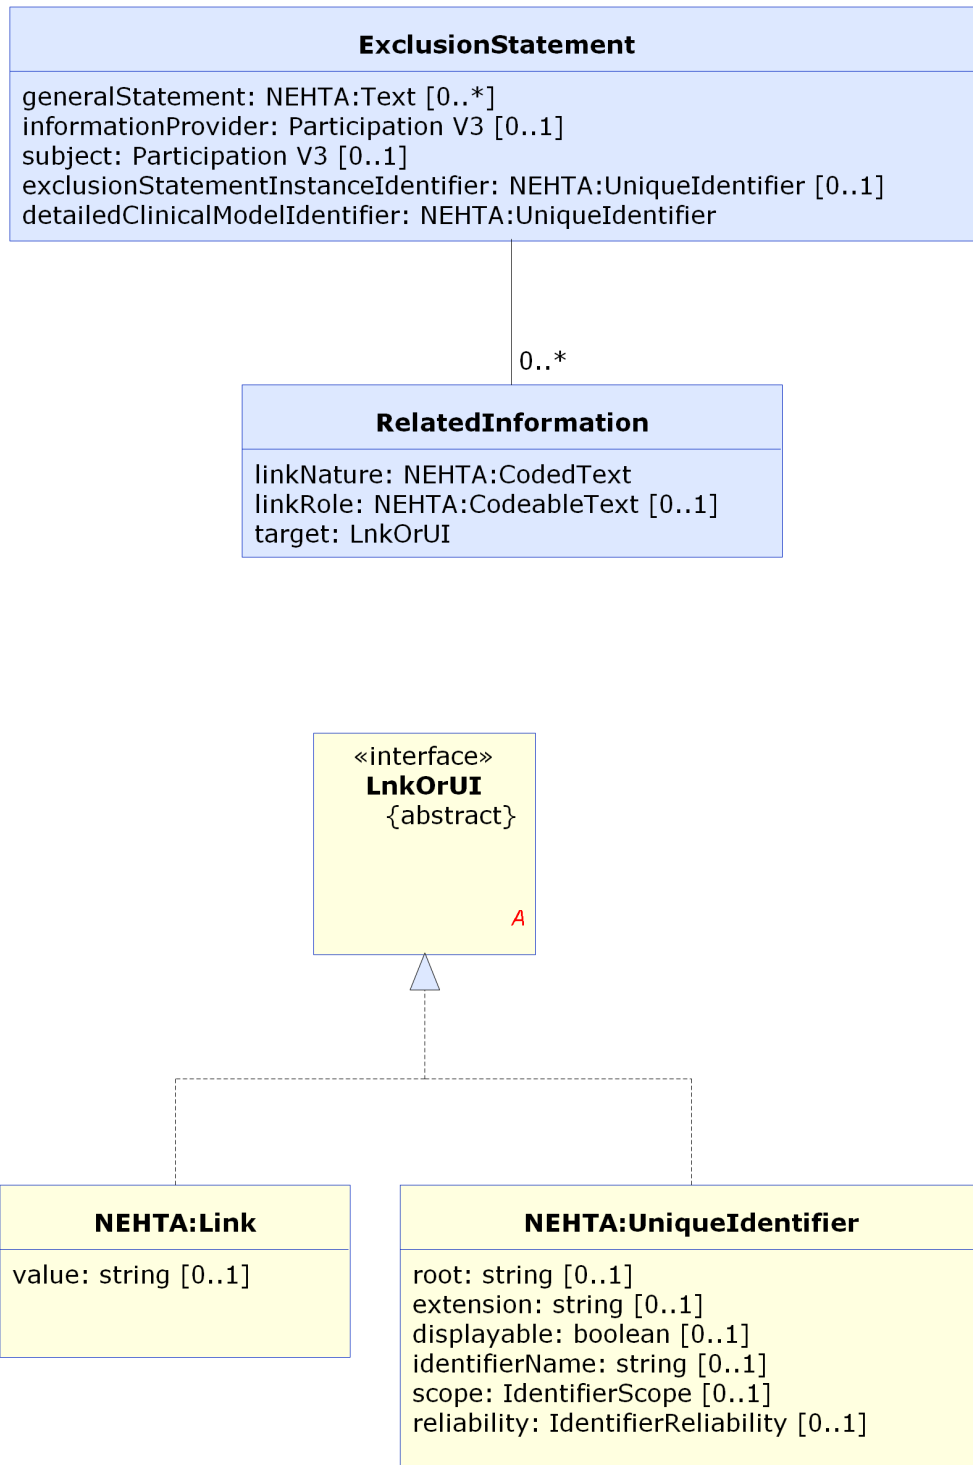 ExclusionStatement
generalStatement: NEHTA:Text [0..*]
informationProvider: Participation V3 [0..1]
subject: Participation V3 [0..1]
exclusionStatementInstanceIdentifier: NEHTA:UniqueIdentifier [0..1]
detailedClinicalModelIdentifier: NEHTA:UniqueIdentifier
0..*
RelatedInformation
linkNature: NEHTA:CodedText
linkRole: NEHTA:CodeableText [0..1]
target: LnkOrUI
«interface»
LnkOrUI
{abstract}
A
NEHTA:Link
value: string [0..1]
NEHTA:UniqueIdentifier
root: string [0..1]
extension: string [0..1]
displayable: boolean [0..1]
identifierName: string [0..1]
scope: IdentifierScope [0..1]
reliability: IdentifierReliability [0..1]